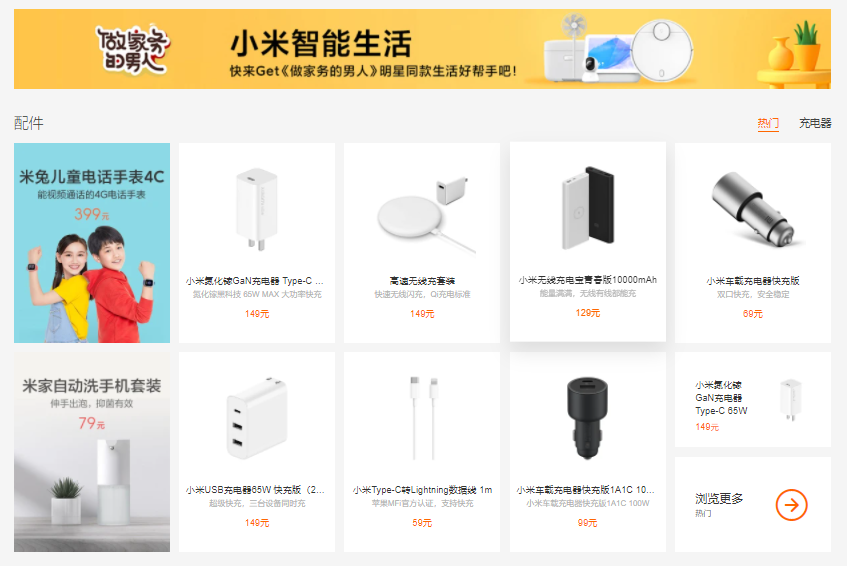 做家务
的男人
小米智能生活
快来Get《做家务的男人》明星同款生活好帮手吧！
配件
热门
充电器
米兔儿童电话手表4C
能视频通话的4G电话手表
399元
小米氮化镓GaN充电器 Type-C ...
氮化镓黑科技 65W MAX 大功率快充
149元
高速无线充套装
快速无线闪充，Qi充电标准
149元
小米无线充电宝青春版10000mAh
能量满满，无线有线都能充
129元
小米车载充电器快充版
双口快充，安全稳定
69元
米家自动洗手机套装
伸手出泡，抑菌有效
79元
小米USB充电器65W 快充版（2...
超级快充，三台设备同时充
149元
小米Type-C转Lightning数据线 1m
苹果MFi官方认证，支持快充
59元
小米车载充电器快充版1A1C 10...
小米车载充电器快充版1A1C 100W
99元
小米氮化镓
GaN充电器
Type-C 65W
149元
浏览更多
热门